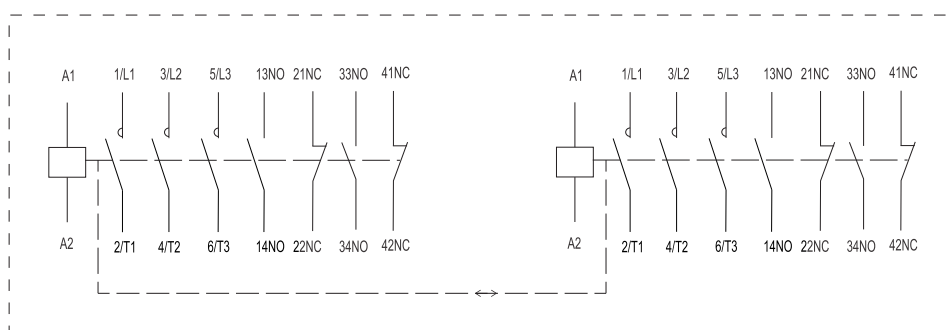 A1 1/L1 3/L2 5/L3 13NO 21NC 33NO 41NC A1 1/L1 3/L2 5/L3 13NO 21NC 33NO 41NC
A2 2/T1 4/T2 6/T3 14NO 22NC 34NO 42NC A2 2/T1 4/T2 6/T3 14NO 22NC 34NO 42NC